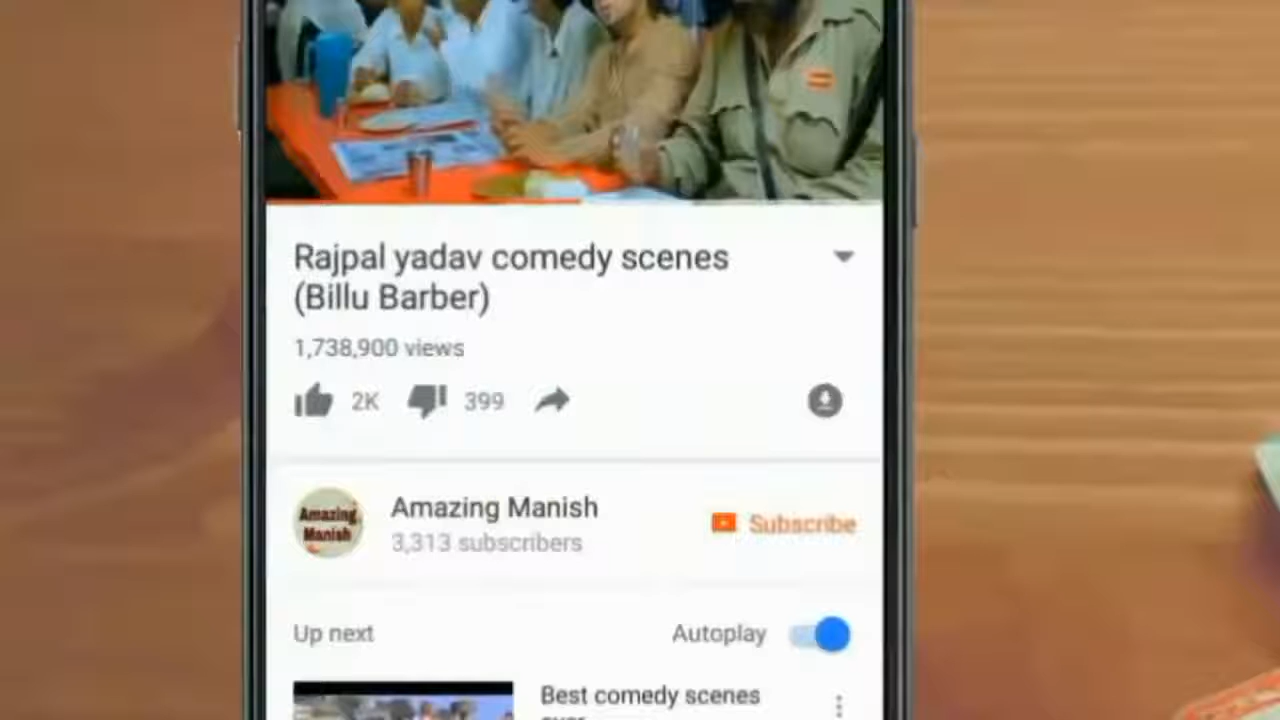 Rajpal yadav comedy scenes
(Billu Barber)
1,738,900 views
2K
399
Amazing
Manish
Amazing Manish
3,313 subscribers
Subscribe
Up next
Autoplay
Best comedy scenes